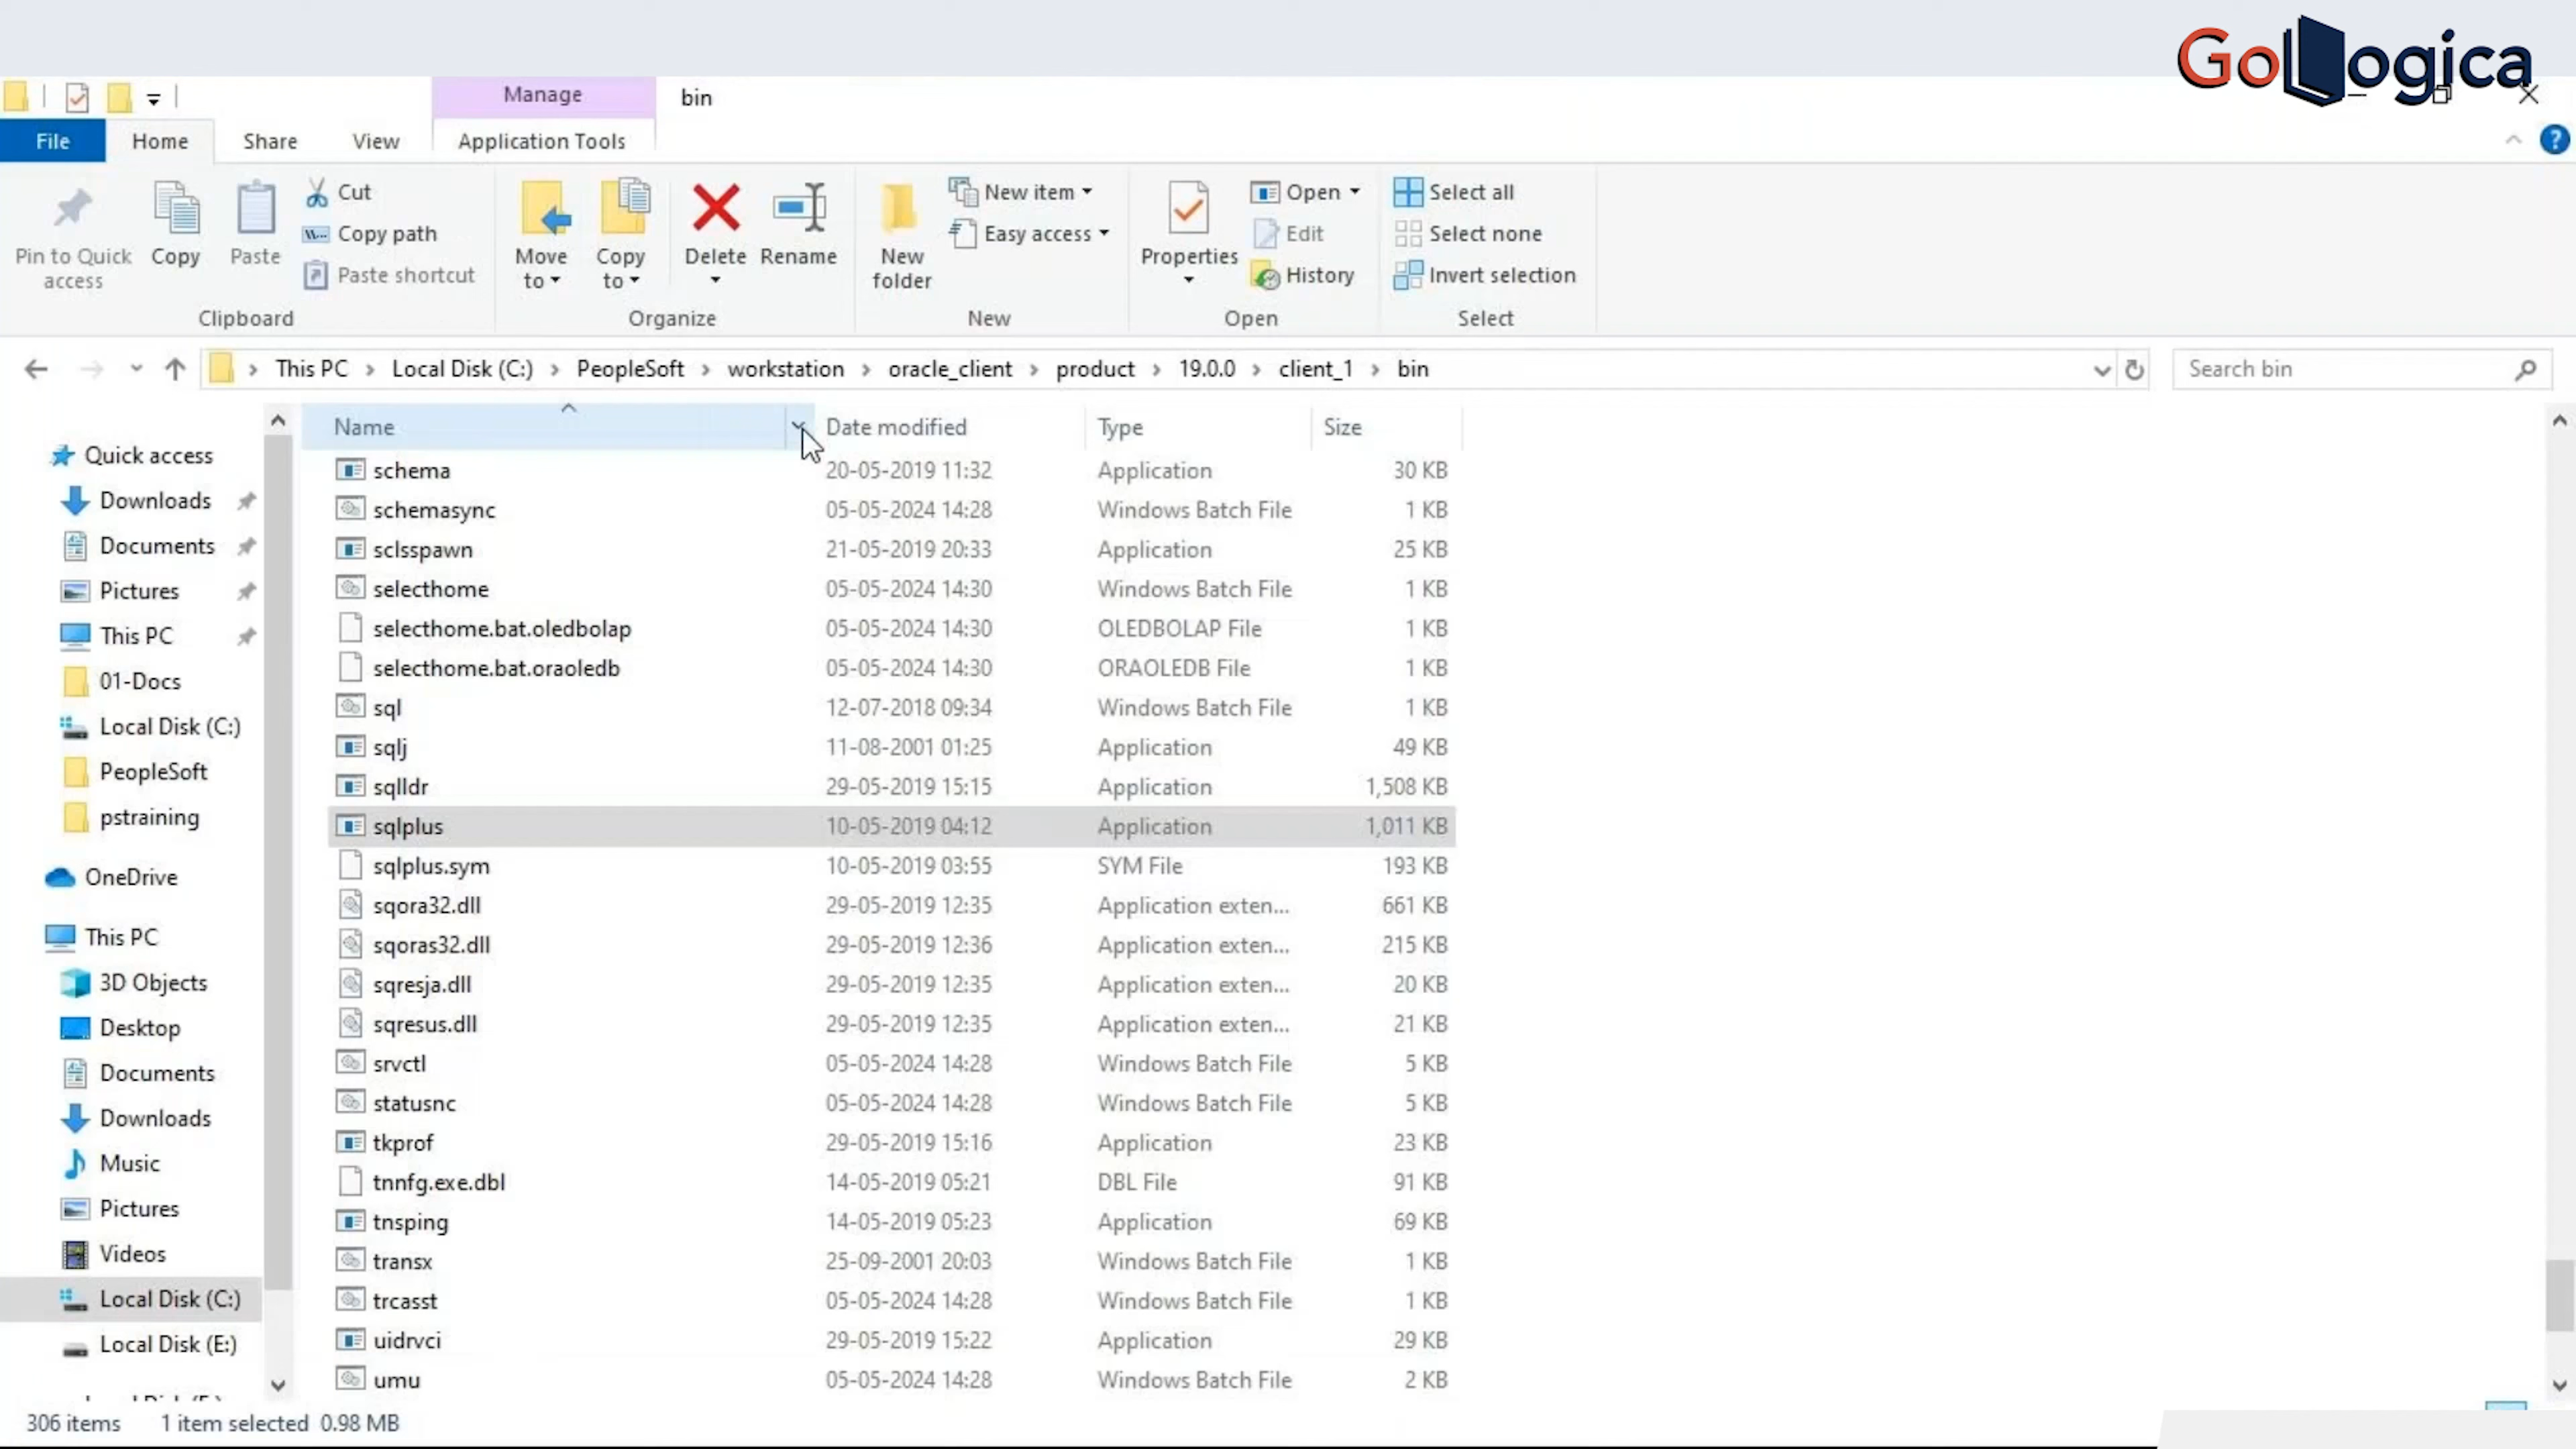 GoLogica
Manage
bin
File
Home
Share
View
Application Tools
Pin to Quick
access
Copy
Paste
Cut
Copy path
Paste shortcut
Clipboard
Move
to
Copy
to
Delete
Rename
Organize
New
folder
New item
Easy access
New
Properties
Open
Edit
History
Open
Select all
Select none
Invert selection
Select
This PC > Local Disk (C:) > PeopleSoft > workstation > oracle_client > product > 19.0.0 > client_1 > bin
Search bin
Quick access
Downloads
Documents
Pictures
This PC
01-Docs
Local Disk (C:)
PeopleSoft
pstraining
OneDrive
This PC
3D Objects
Desktop
Documents
Downloads
Music
Pictures
Videos
Local Disk (C:)
Local Disk (E:)
Name Date modified Type Size
schema 20-05-2019 11:32 Application 30 KB
schemasync 05-05-2024 14:28 Windows Batch File 1 KB
sclsspawn 21-05-2019 20:33 Application 25 KB
selecthome 05-05-2024 14:30 Windows Batch File 1 KB
selecthome.bat.oledbolap 05-05-2024 14:30 OLEDBOLAP File 1 KB
selecthome.bat.oraoledb 05-05-2024 14:30 ORAOLEDB File 1 KB
sql 12-07-2018 09:34 Windows Batch File 1 KB
sqlj 11-08-2001 01:25 Application 49 KB
sqlldr 29-05-2019 15:15 Application 1,508 KB
sqlplus 10-05-2019 04:12 Application 1,011 KB
sqlplus.sym 10-05-2019 03:55 SYM File 193 KB
sqora32.dll 29-05-2019 12:35 Application exten... 661 KB
sqoras32.dll 29-05-2019 12:36 Application exten... 215 KB
sqresja.dll 29-05-2019 12:35 Application exten... 20 KB
sqresus.dll 29-05-2019 12:35 Application exten... 21 KB
srvctl 05-05-2024 14:28 Windows Batch File 5 KB
statusnc 05-05-2024 14:28 Windows Batch File 5 KB
tkprof 29-05-2019 15:16 Application 23 KB
tnnfg.exe.dbl 14-05-2019 05:21 DBL File 91 KB
tnsping 14-05-2019 05:23 Application 69 KB
transx 25-09-2001 20:03 Windows Batch File 1 KB
trcasst 05-05-2024 14:28 Windows Batch File 1 KB
uidrvci 29-05-2019 15:22 Application 29 KB
umu 05-05-2024 14:28 Windows Batch File 2 KB
306 items 1 item selected 0.98 MB